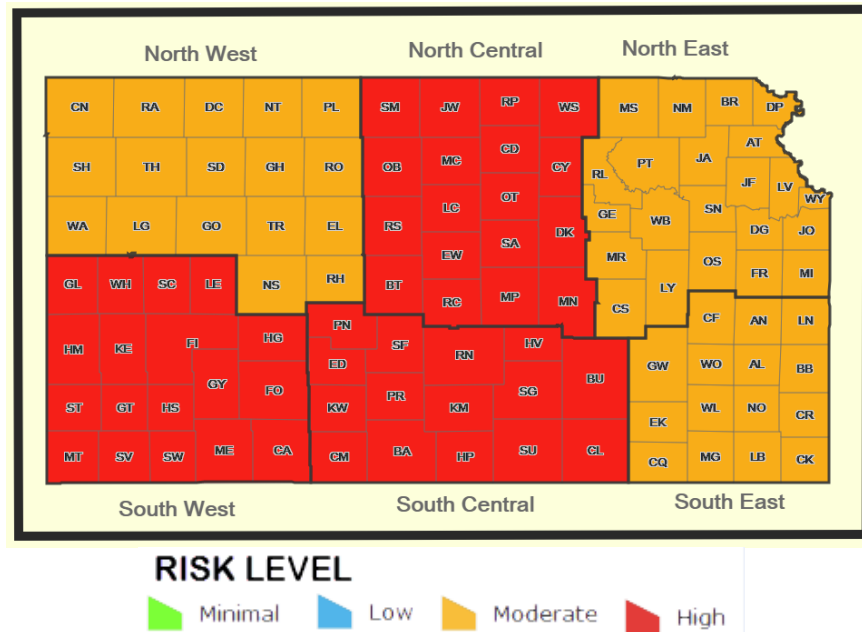 North West North Central North East
CN RA DC NT PL SM JW RP WS MS NM BR DP
SH TH SD GH RO OB MC CD CY RL PT JA AT JF LV WY
WA LG GO TR EL RS LC OT DK GE WB SN DG JO
GL WH SC LE NS RH BT EW SA MR OS FR MI
RC MP MN CS LY
HM KE FI HG PN SF RN HV CF AN LN
GY FO ED PR SG BU GW WO AL BB
ST GT HS KW KM EK WL NO CR
MT SV SW ME CA CM BA HP SU CL CQ MG LB CK
South West South Central South East
RISK LEVEL
Minimal Low Moderate High